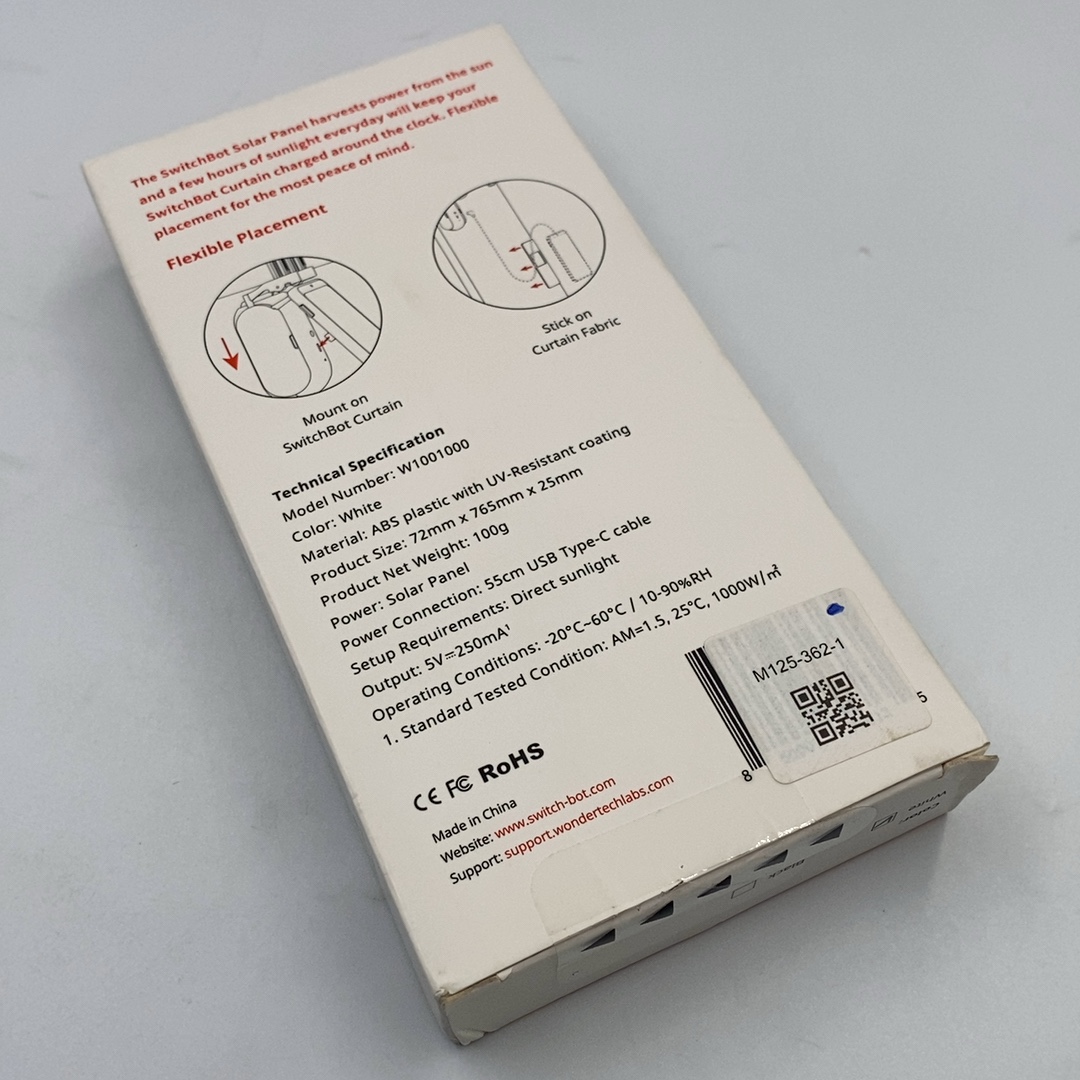 The SwitchBot Solar Panel harvests power from the sun
and a few hours of sunlight everyday will keep your
SwitchBot Curtain charged around the clock. Flexible
placement for the most peace of mind.
Flexible Placement
Mount on
SwitchBot Curtain
Stick on
Curtain Fabric
Technical Specification
Model Number: W1001000
Color: White
Material: ABS plastic with UV-Resistant coating
Product Size: 72mm x 765mm x 25mm
Product Net Weight: 100g
Power: Solar Panel
Power Connection: 55cm USB Type-C cable
Setup Requirements: Direct sunlight
Output: 5V⎓250mA¹
Operating Conditions: -20°C~60°C / 10-90%RH
1. Standard Tested Condition: AM=1.5, 25°C, 1000W/㎡
M125-362-1
8
5
CE FC RoHS
Made in China
Website: www.switch-bot.com
Support: support.wondertechlabs.com
Color:
White
Black